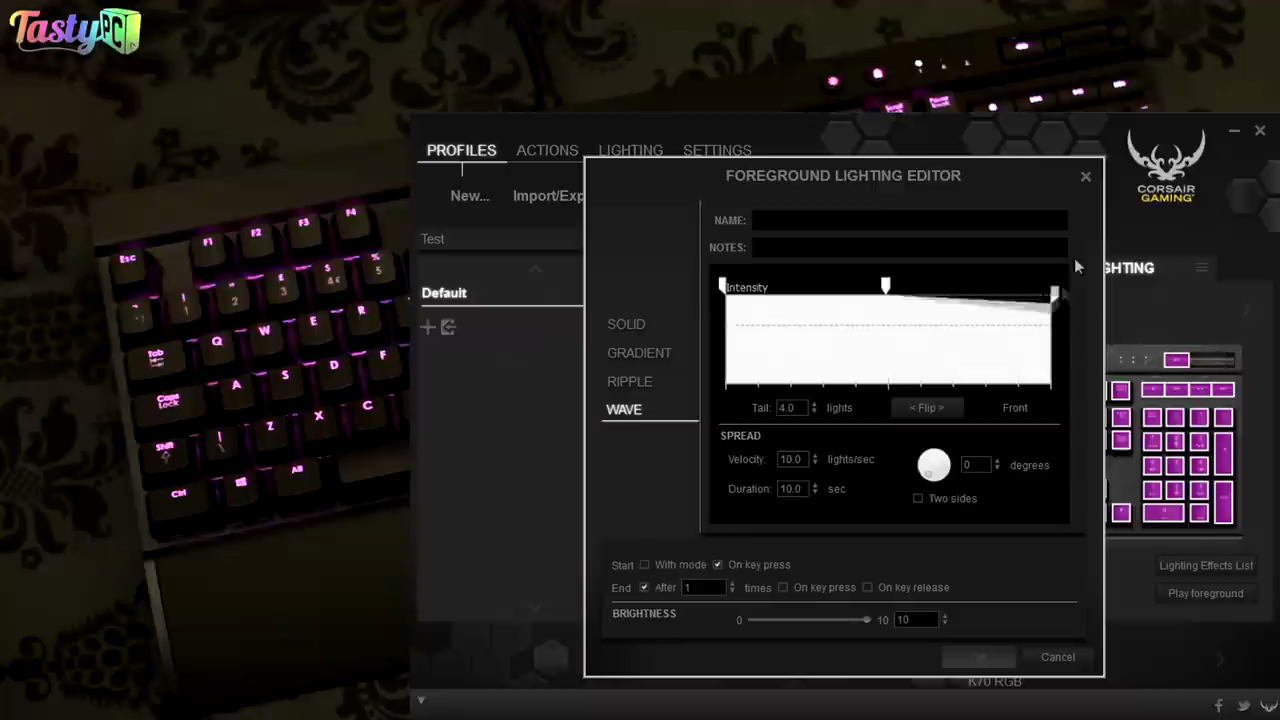 TastyPC
PROFILES ACTIONS LIGHTING SETTINGS
CORSAIR
GAMING
FOREGROUND LIGHTING EDITOR
New... Import/Exp
NAME:
Test
NOTES:
GHTING
Intensity
Default
SOLID
GRADIENT
RIPPLE
WAVE
Tail: 4.0 lights < Flip > Front
SPREAD
Velocity: 10.0 lights/sec 0 degrees
Duration: 10.0 sec Two sides
Start With mode On key press
End After 1 times On key press On key release
BRIGHTNESS 0 10 10
Lighting Effects List
Play foreground
Cancel
K70 RGB
Esc F1 F2 F3 F4
Tab Q W E R
Caps Lock A S D F
Shift Z X C
Ctrl Alt